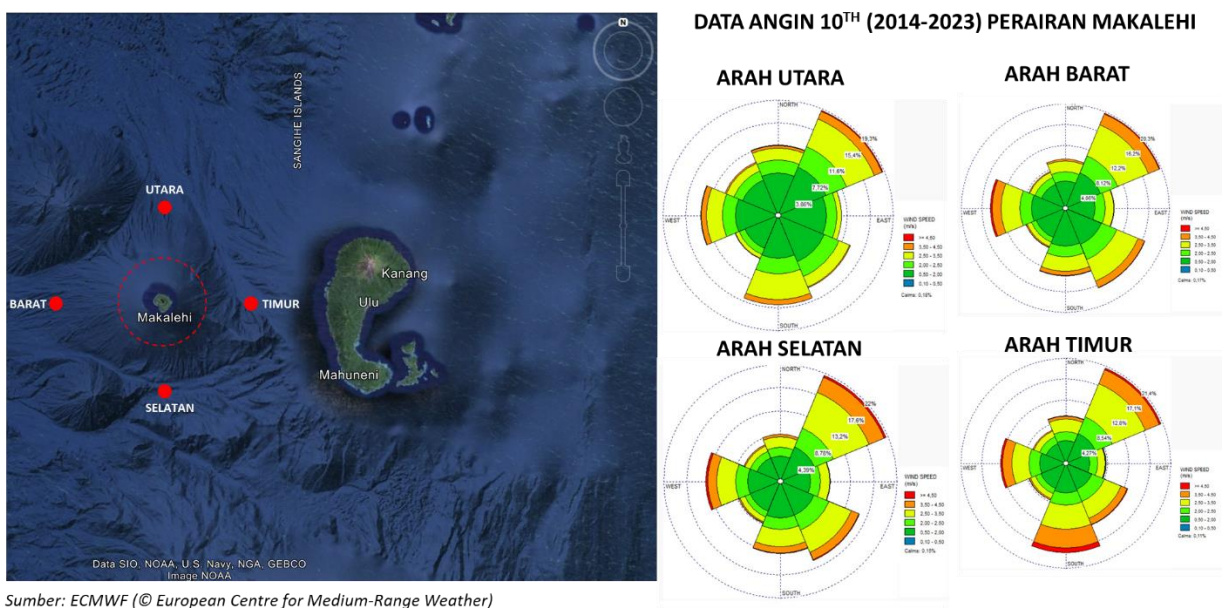 DATA ANGIN 10TH (2014-2023) PERAIRAN MAKALEHI
N
SANGIHE ISLANDS
UTARA
BARAT
TIMUR
Makalehi
SELATAN
Kanang
Ulu
Mahuneni
Data SIO, NOAA, U.S. Navy, NGA, GEBCO
Image NOAA
Sumber: ECMWF (© European Centre for Medium-Range Weather)
ARAH UTARA
NORTH
19,3%
15,4%
11,6%
7,72%
3,86%
WEST
EAST
SOUTH
WIND SPEED
(m/s)
>= 4,50
3,50 - 4,50
2,50 - 3,50
2,00 - 2,50
0,50 - 2,00
0,10 - 0,50
Calms: 0,18%
ARAH BARAT
NORTH
20,3%
16,2%
12,2%
8,12%
4,06%
WEST
EAST
SOUTH
WIND SPEED
(m/s)
>= 4,50
3,50 - 4,50
2,50 - 3,50
2,00 - 2,50
0,50 - 2,00
0,10 - 0,50
Calms: 0,11%
ARAH SELATAN
NORTH
22%
17,6%
13,2%
8,78%
4,39%
WEST
EAST
SOUTH
WIND SPEED
(m/s)
>= 4,50
3,50 - 4,50
2,50 - 3,50
2,00 - 2,50
0,50 - 2,00
0,10 - 0,50
Calms: 0,15%
ARAH TIMUR
NORTH
21,4%
17,1%
12,8%
8,54%
4,27%
WEST
EAST
SOUTH
WIND SPEED
(m/s)
>= 4,50
3,50 - 4,50
2,50 - 3,50
2,00 - 2,50
0,50 - 2,00
0,10 - 0,50
Calms: 0,11%